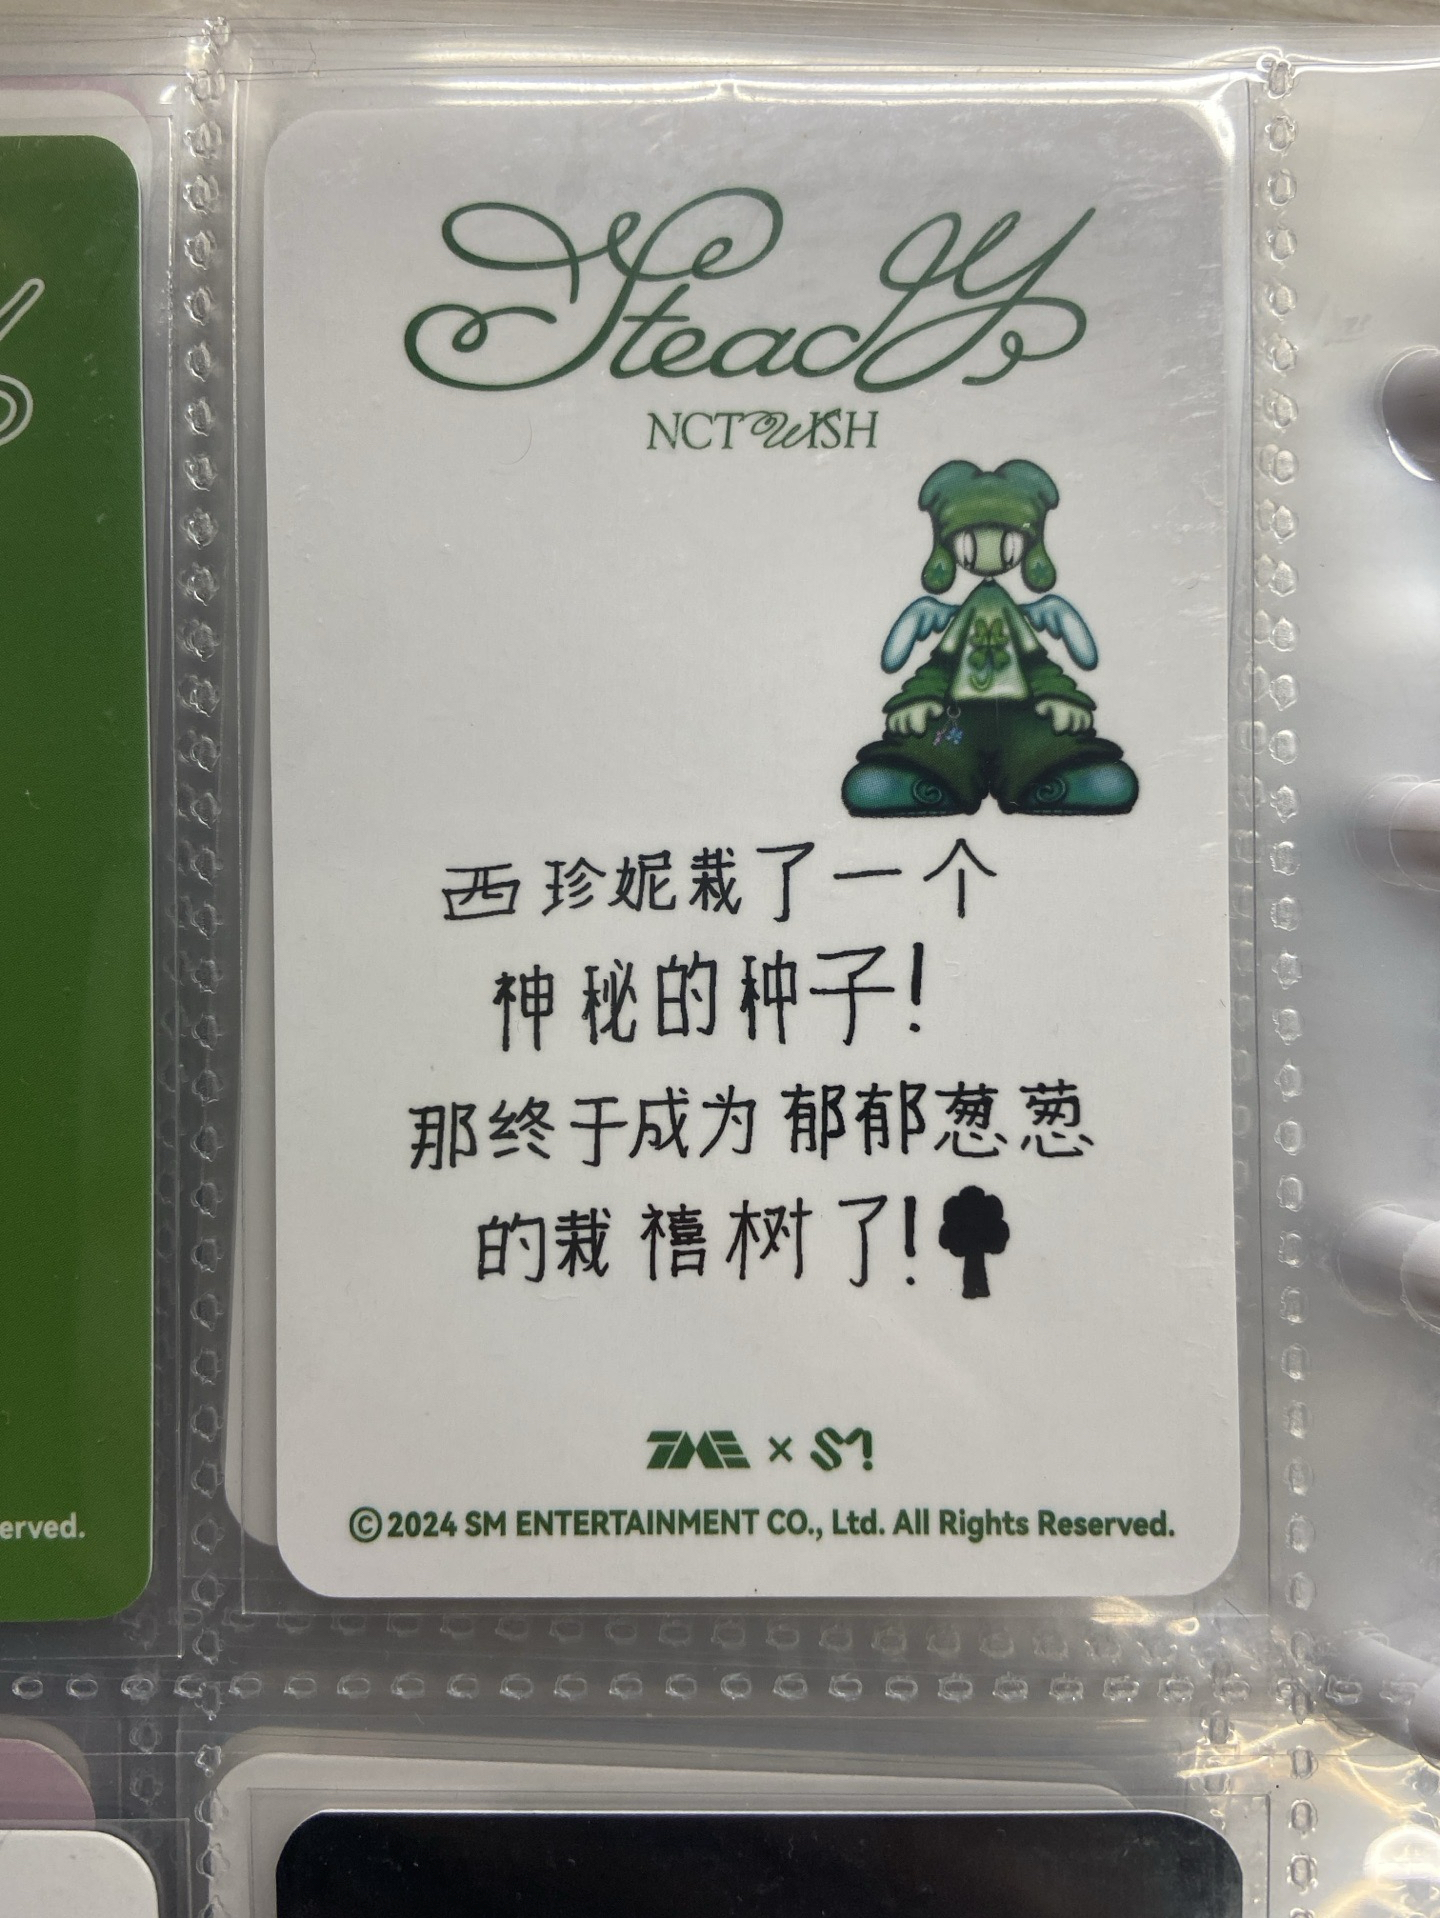 Steady
NCT WISH
西珍妮栽了一个
神秘的种子!
那终于成为郁郁葱葱
的栽禧树了!
TME × SM!
©2024 SM ENTERTAINMENT CO., Ltd. All Rights Reserved.
erved.